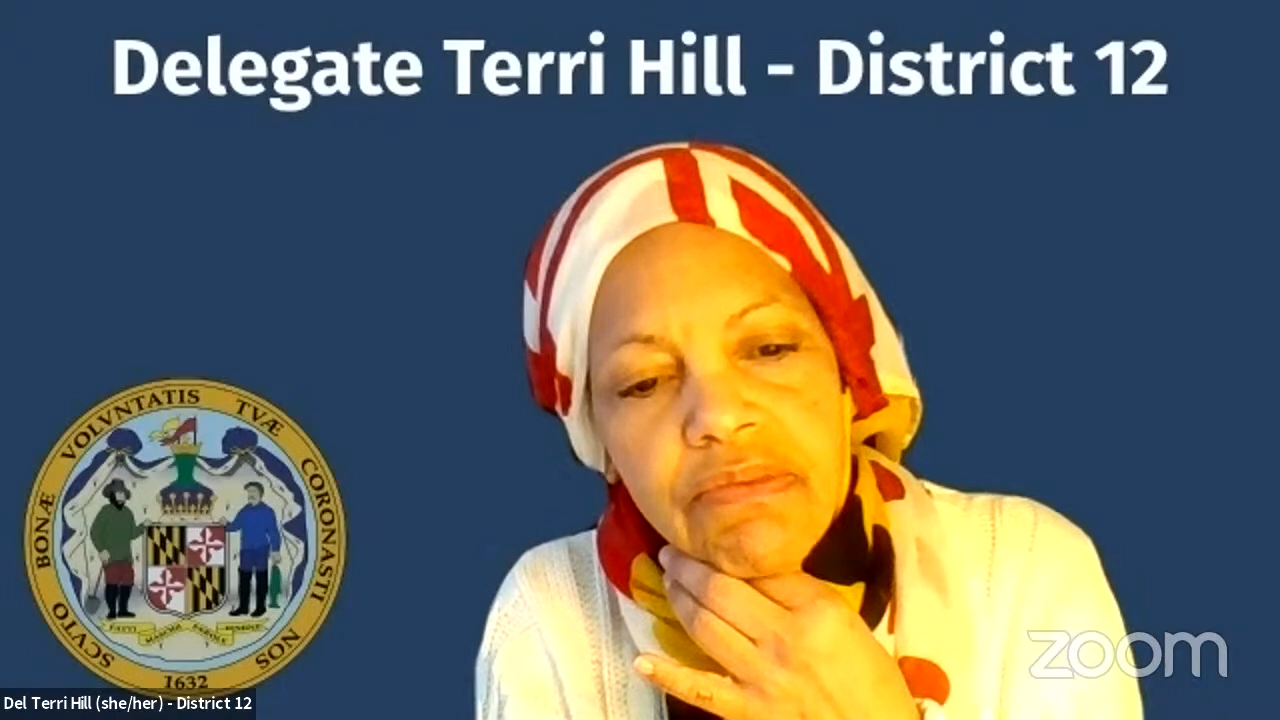 Delegate Terri Hill - District 12
SCVTO BONÆ VOLVNTATIS TVÆ CORONASTI NOS
1632
zoom
Del Terri Hill (she/her) - District 12